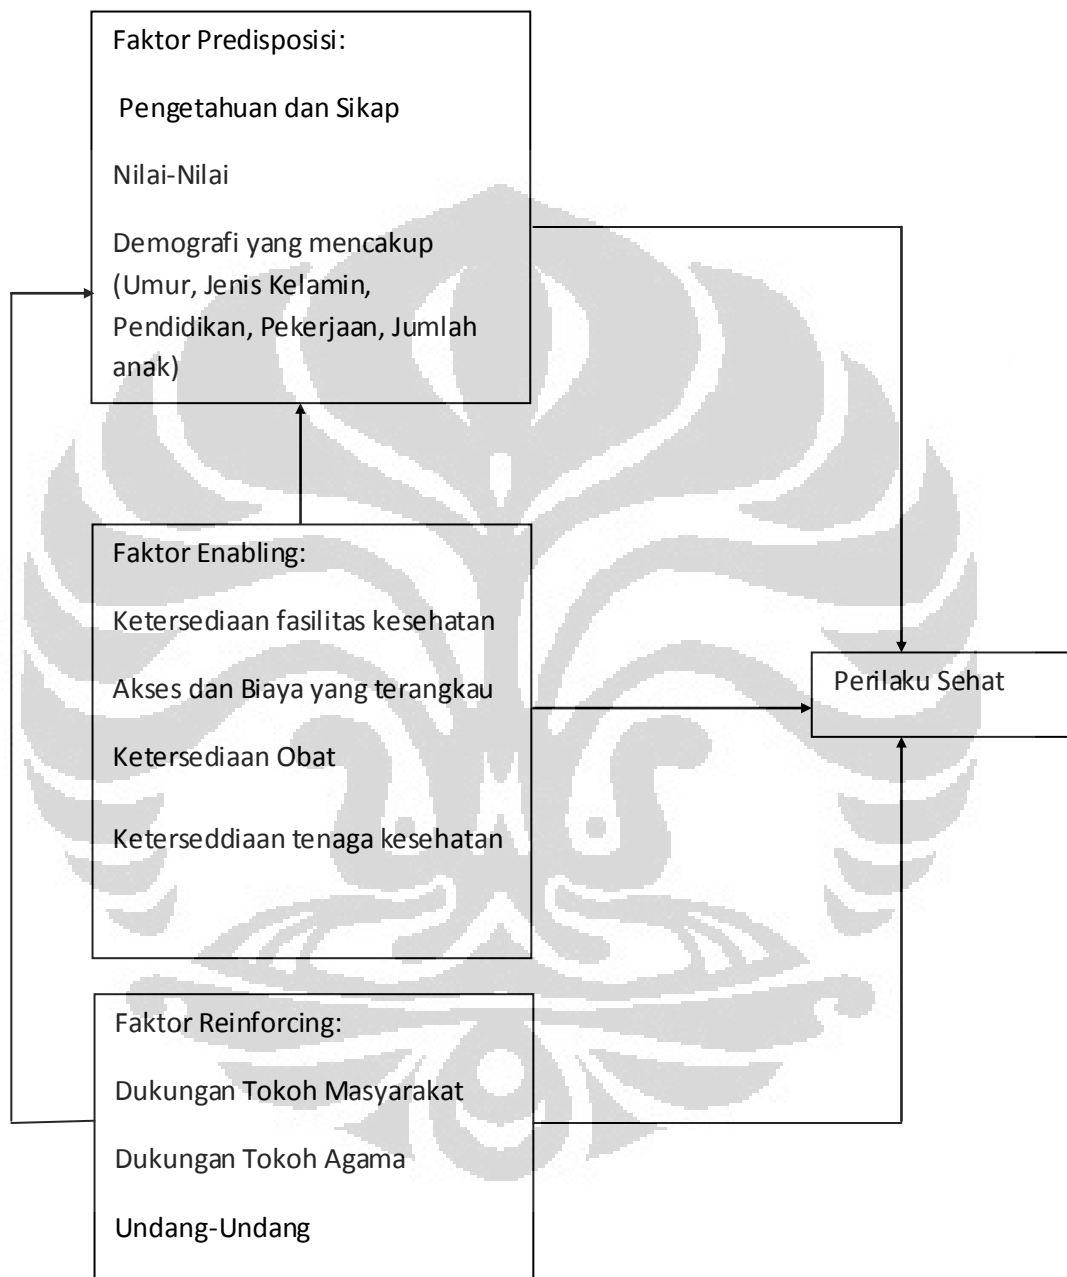 Faktor Predisposisi:
Pengetahuan dan Sikap
Nilai-Nilai
Demografi yang mencakup
(Umur, Jenis Kelamin,
Pendidikan, Pekerjaan, Jumlah
anak)
Faktor Enabling:
Ketersediaan fasilitas kesehatan
Akses dan Biaya yang terangkau
Ketersediaan Obat
Keterseddiaan tenaga kesehatan
Perilaku Sehat
Faktor Reinforcing:
Dukungan Tokoh Masyarakat
Dukungan Tokoh Agama
Undang-Undang